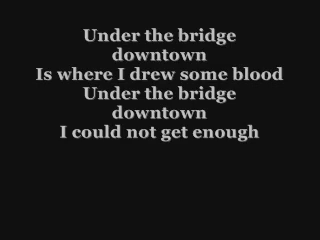 Under the bridge
downtown
Is where I drew some blood
Under the bridge
downtown
I could not get enough